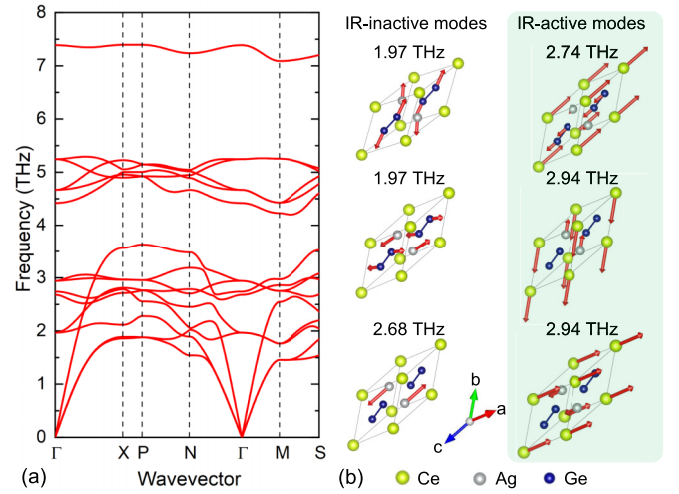 8
7
6
5
4
3
2
1
0
Frequency (THz)
Γ X P N Γ M S
Wavevector
(a)
IR-inactive modes
1.97 THz
1.97 THz
2.68 THz
IR-active modes
2.74 THz
2.94 THz
2.94 THz
b
a
c
(b)
Ce Ag Ge